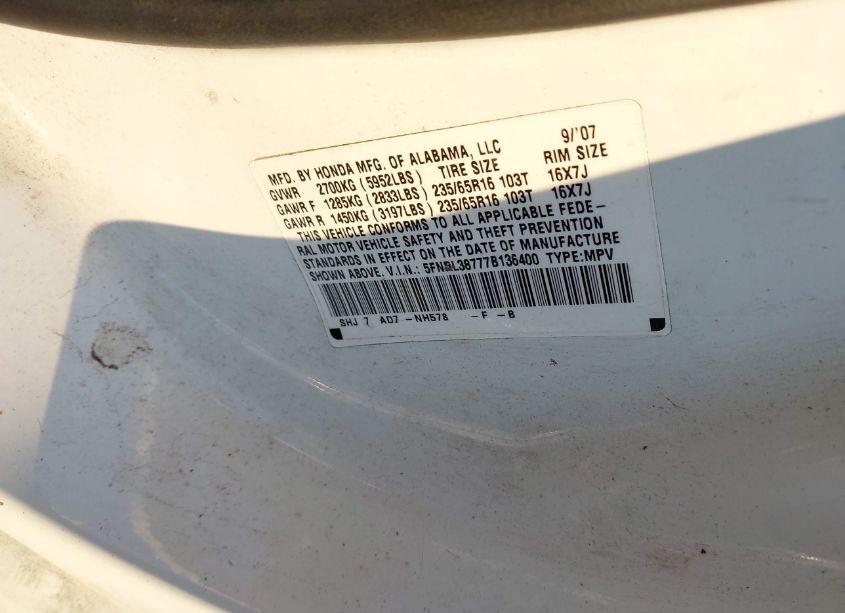 MFD. BY HONDA MFG. OF ALABAMA, LLC 9/'07
GVWR 2700KG (5952LBS) TIRE SIZE RIM SIZE
GAWR F 1285KG (2833LBS) 235/65R16 103T 16X7J
GAWR R 1450KG (3197LBS) 235/65R16 103T 16X7J
THIS VEHICLE CONFORMS TO ALL APPLICABLE FEDE-
RAL MOTOR VEHICLE SAFETY AND THEFT PREVENTION
STANDARDS IN EFFECT ON THE DATE OF MANUFACTURE
SHOWN ABOVE. V.I.N.: TYPE:MPV
SHJ 7 AD7 -NH578 -F -B